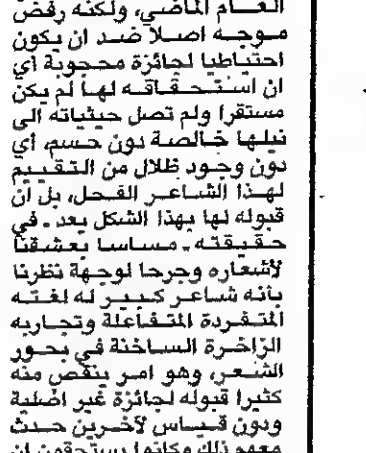 العام الماضي، ولكنه رفض
موجه اصلا ضد ان يكون
احتياطيا لجائزة محجوبة أي
ان استحقاقه لها لم يكن
مستقرا ولم تصل حيثياته الى
نيلها خالصة دون حسم، أي
دون وجود ظلال من التقييم
لهذا الشاعر الفحل، بل ان
قبوله لها بهذا الشكل يعد - في
حقيقته - مساسا بعشقنا
لأشعاره وجرحا لوجهة نظرنا
بأنه شاعر كبير له لغته
المتفردة المتفاعلة وتجاربه
الزاخرة الساخنة في بحور
الشعر، وهو امر ينقص منه
كثيرا قبوله لجائزة غير اصلية
ودون قياس لآخرين حدث
معهم ذلك وكانوا يستحقون ان